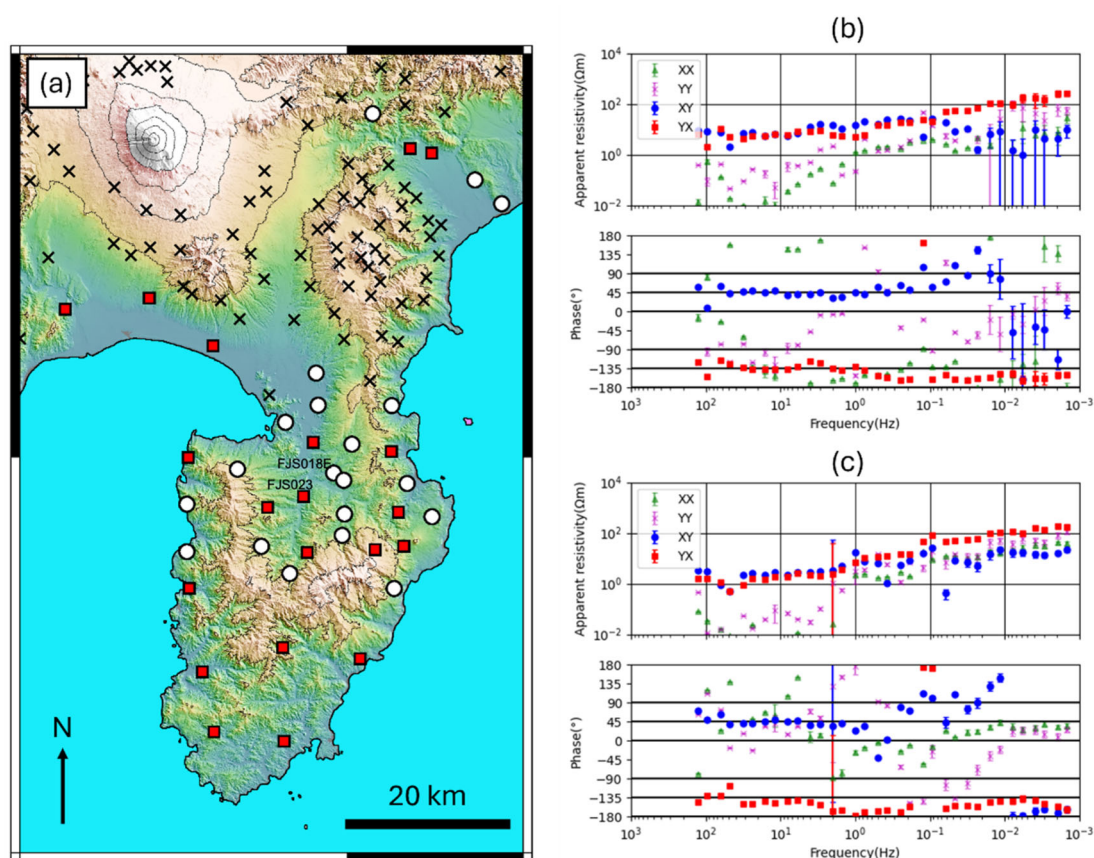 (a)
FJS018E
FJS023
N
20 km
(b)
10^4
10^2
10^0
10^-2
Apparent resistivity(Ωm)
XX
YY
XY
YX
180
135
90
45
0
-45
-90
-135
-180
Phase(°)
10^3 10^2 10^1 10^0 10^-1 10^-2 10^-3
Frequency(Hz)
(c)
10^4
10^2
10^0
10^-2
Apparent resistivity(Ωm)
XX
YY
XY
YX
180
135
90
45
0
-45
-90
-135
-180
Phase(°)
10^3 10^2 10^1 10^0 10^-1 10^-2 10^-3
Frequency(Hz)